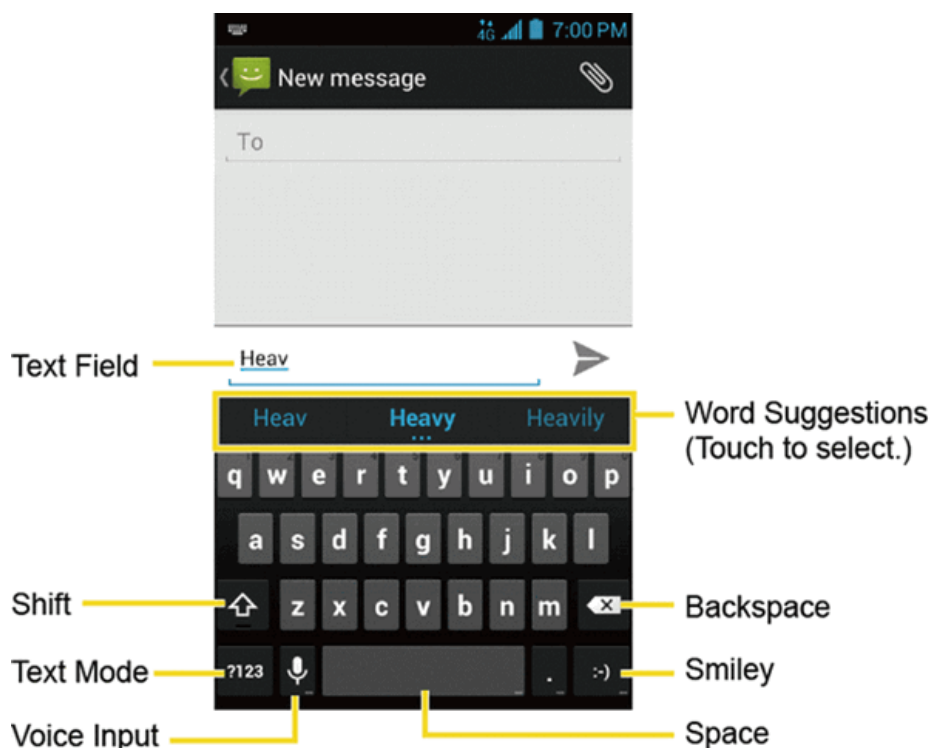 4G 7:00 PM
New message
To
Text Field
Heav
Heav Heavy Heavily
Word Suggestions
(Touch to select.)
q w e r t y u i o p
a s d f g h j k l
Shift
z x c v b n m
Backspace
Text Mode
?123 . :-)
Smiley
Voice Input
Space